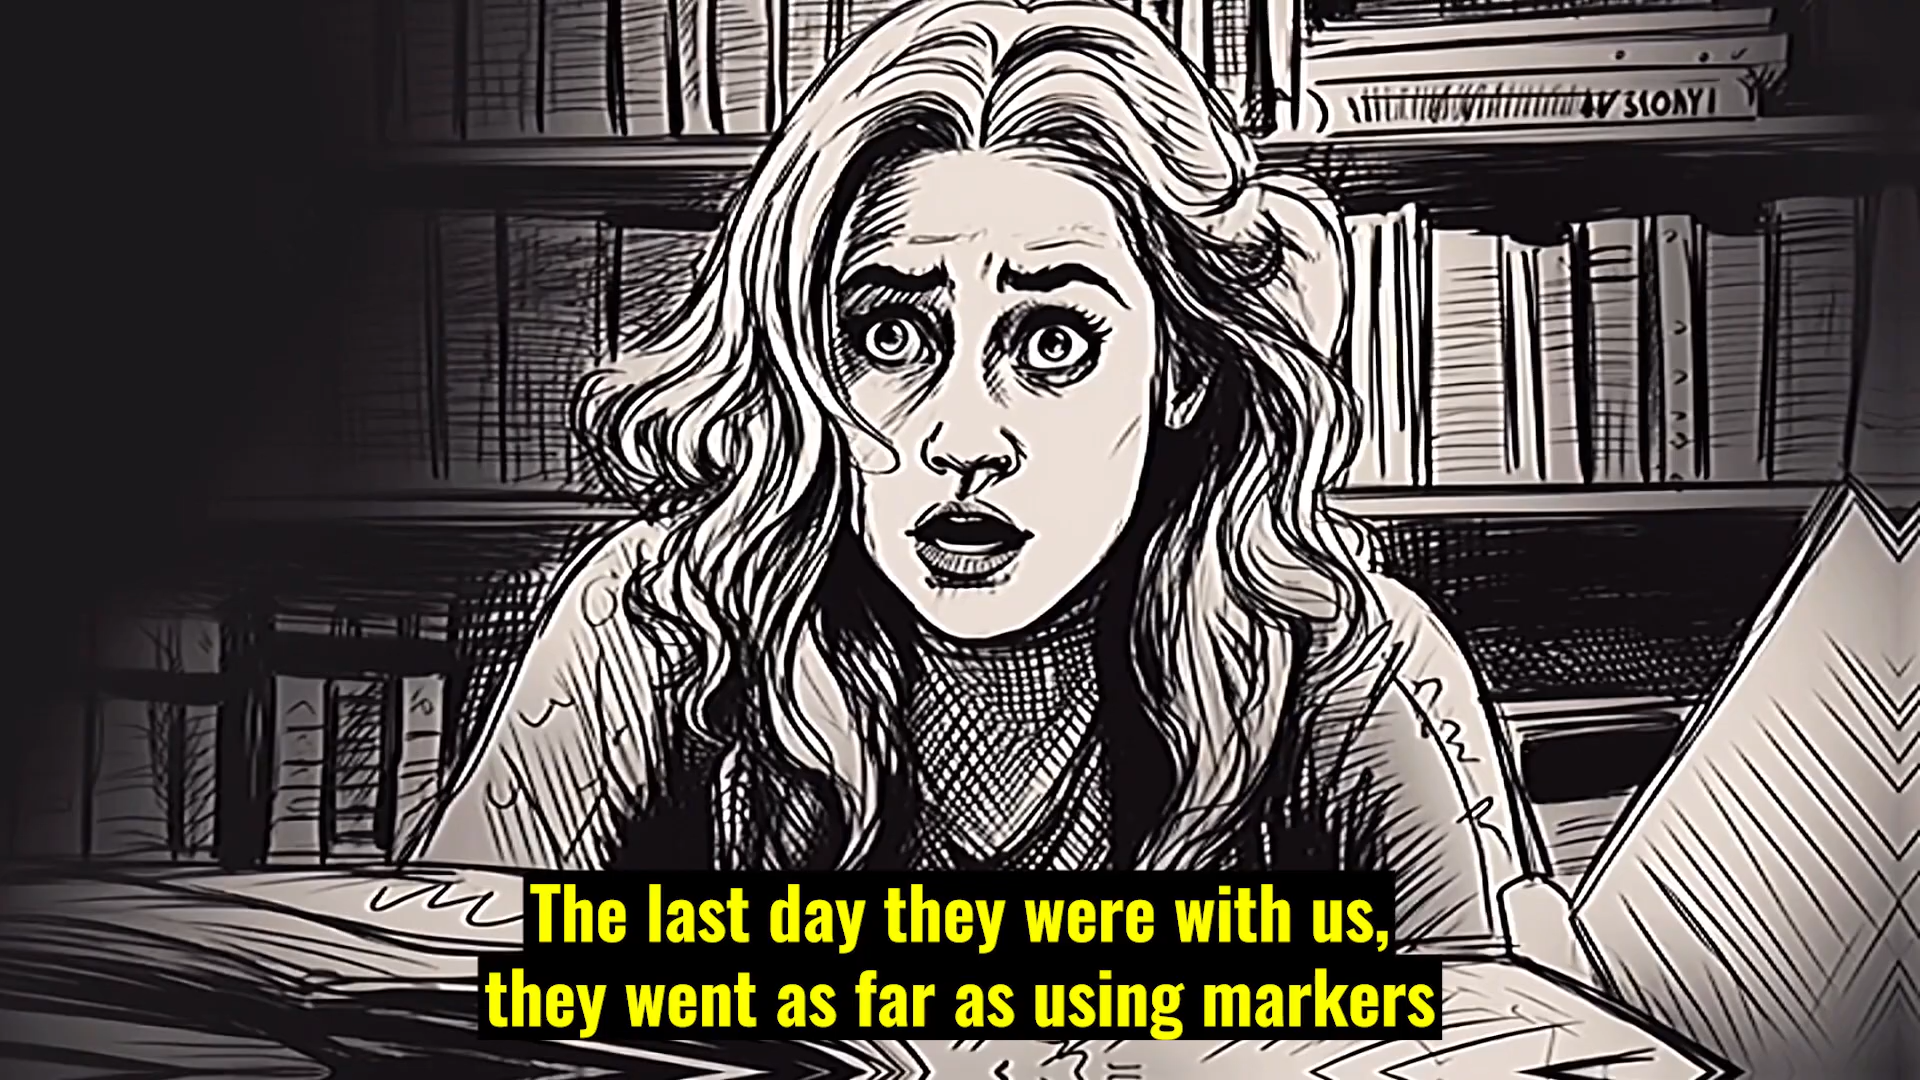 The last day they were with us,
they went as far as using markers